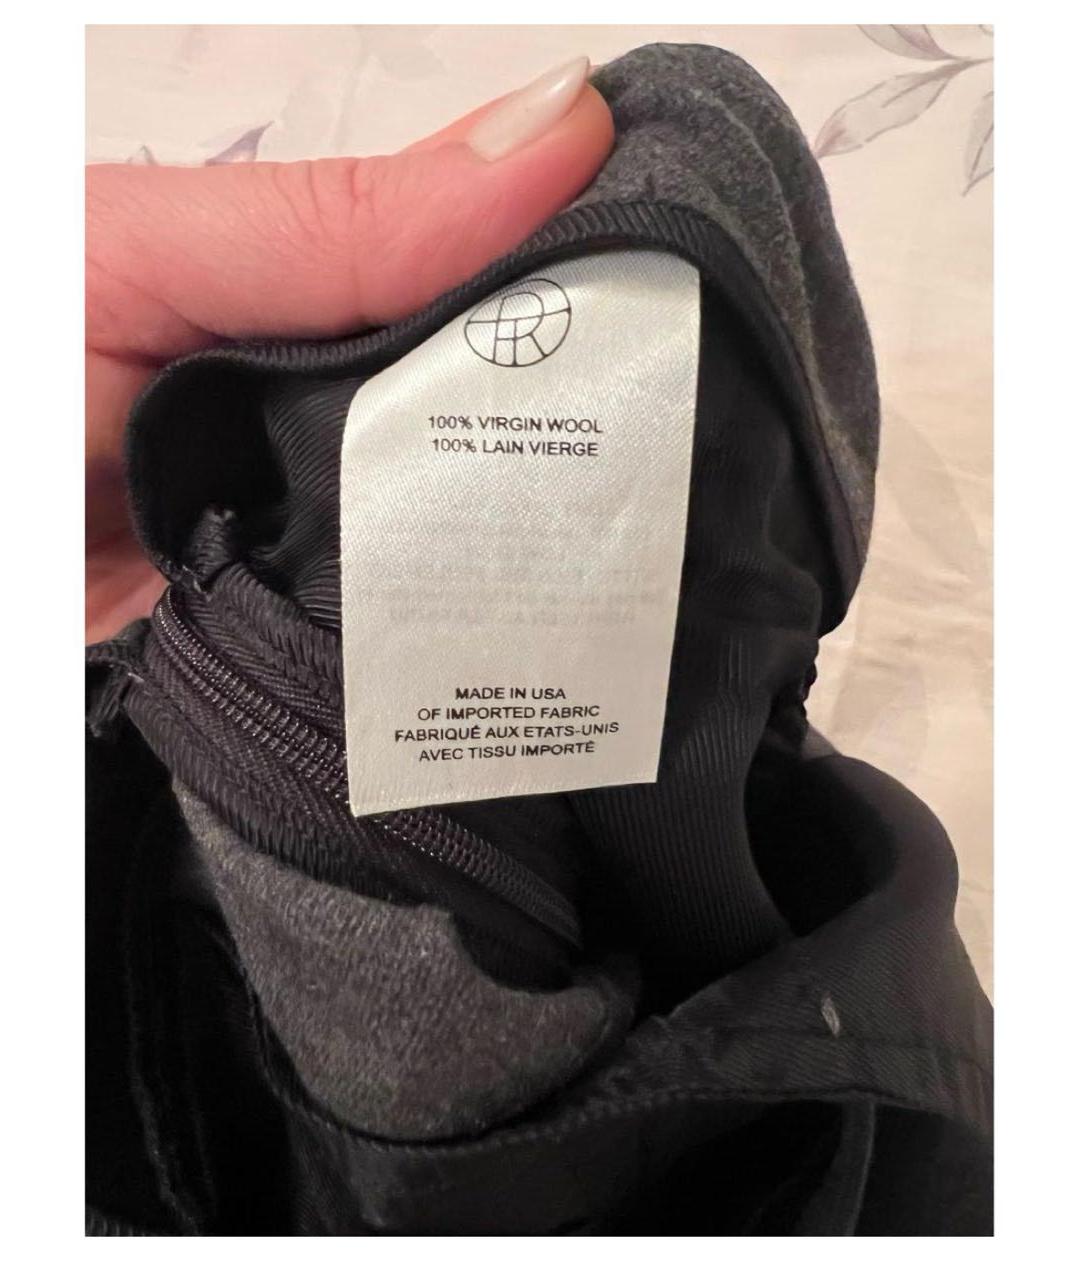 100% VIRGIN WOOL
100% LAIN VIERGE
MADE IN USA
OF IMPORTED FABRIC
FABRIQUÉ AUX ETATS-UNIS
AVEC TISSU IMPORTÉ